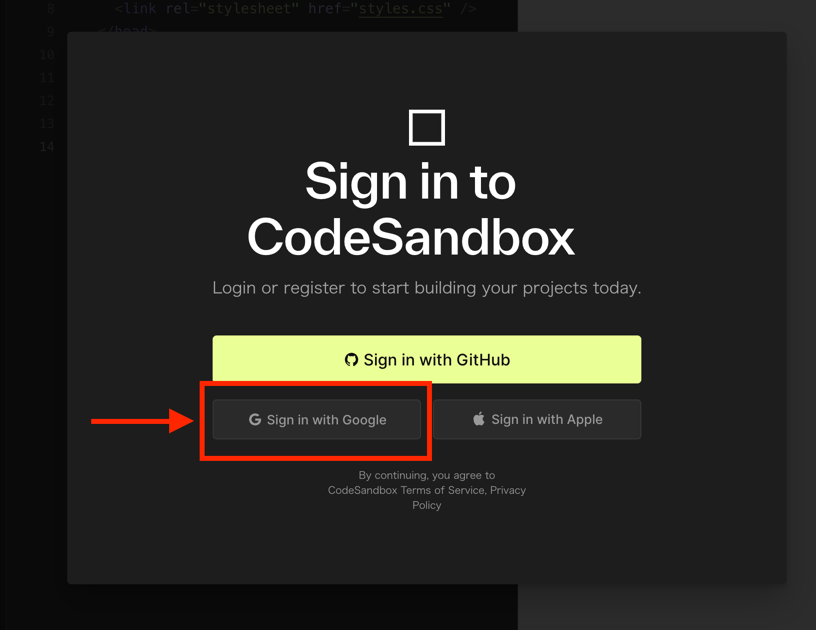 8 <link rel="stylesheet" href="styles.css" />
9 </head>
10
11
12
13
14
Sign in to
CodeSandbox
Login or register to start building your projects today.
Sign in with GitHub
Sign in with Google
Sign in with Apple
By continuing, you agree to
CodeSandbox Terms of Service, Privacy
Policy